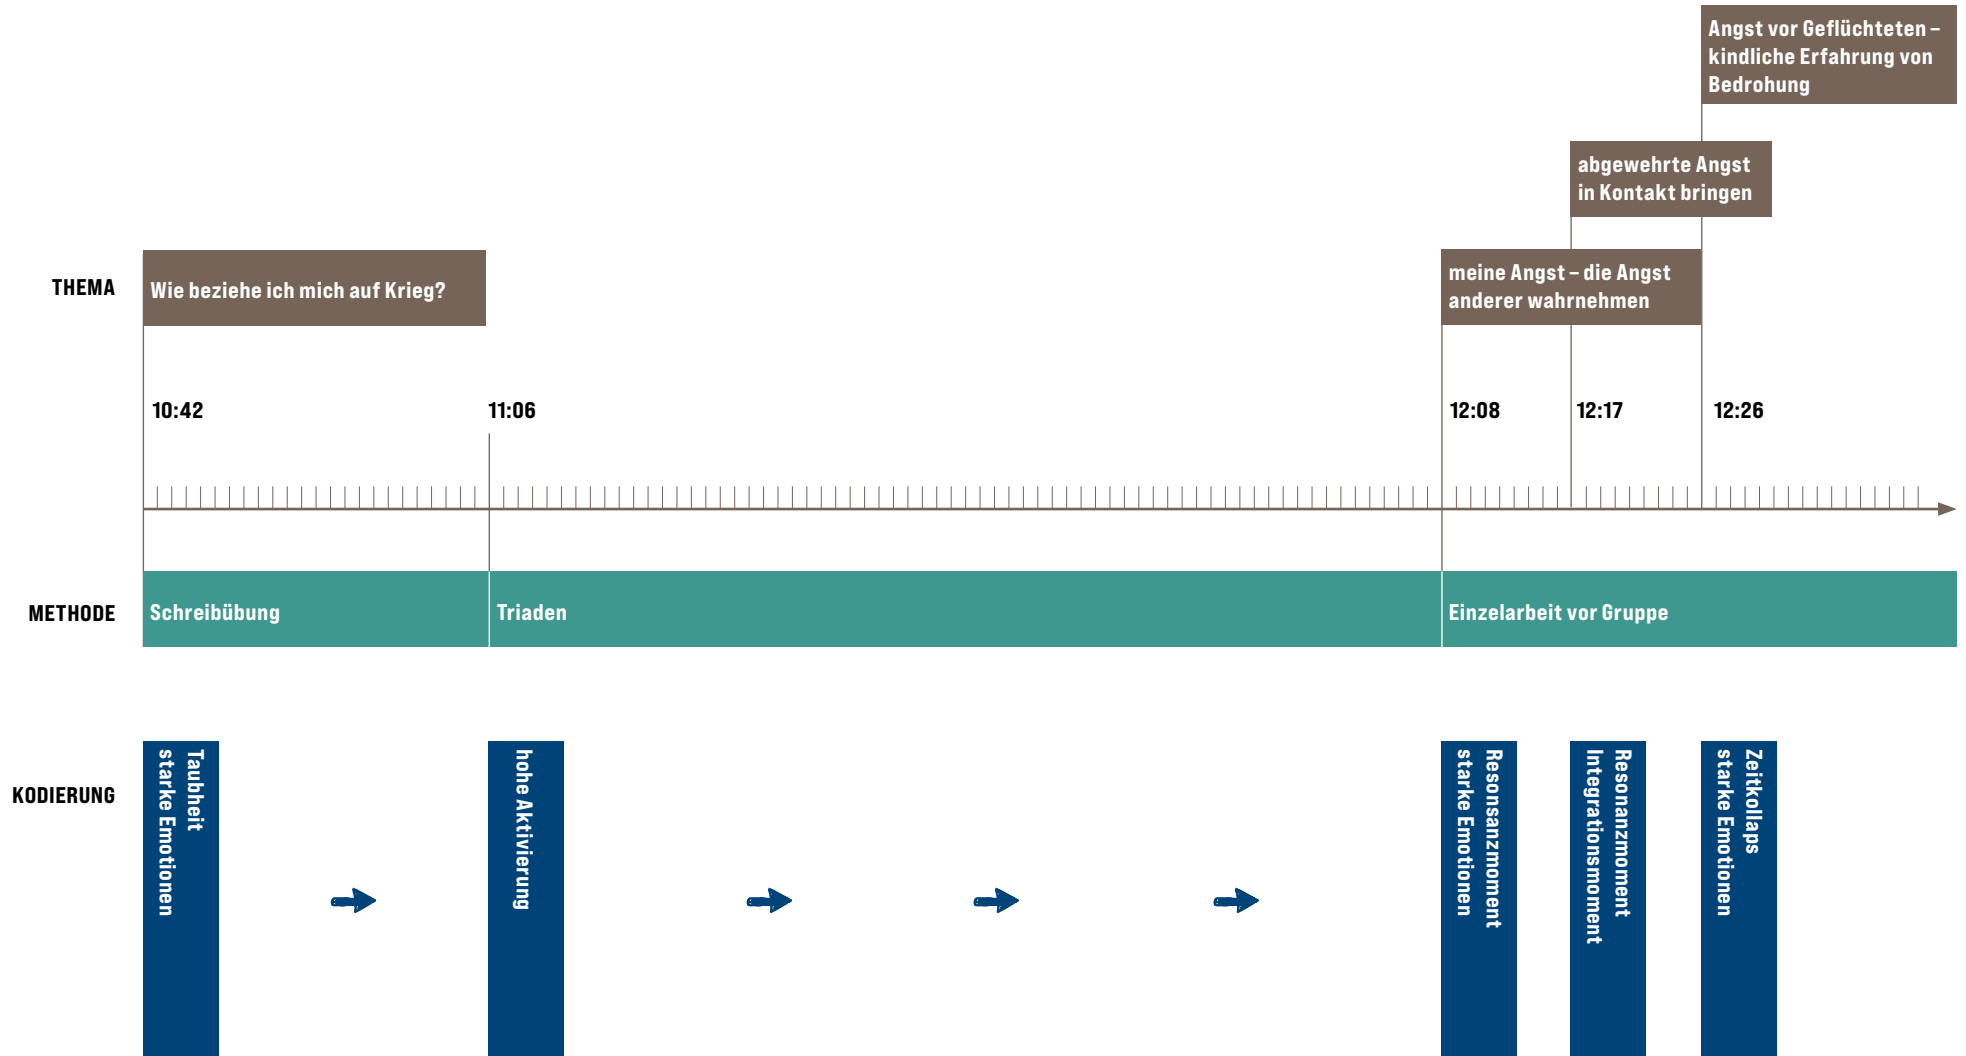 Angst vor Geflüchteten –
kindliche Erfahrung von
Bedrohung
abgewehrte Angst
in Kontakt bringen
THEMA
Wie beziehe ich mich auf Krieg?
meine Angst – die Angst
anderer wahrnehmen
10:42
11:06
12:08
12:17
12:26
METHODE
Schreibübung
Triaden
Einzelarbeit vor Gruppe
KODIERUNG
Taubheit
starke Emotionen
hohe Aktivierung
Resonsanzmoment
starke Emotionen
Resonanzmoment
Integrationsmoment
Zeitkollaps
starke Emotionen